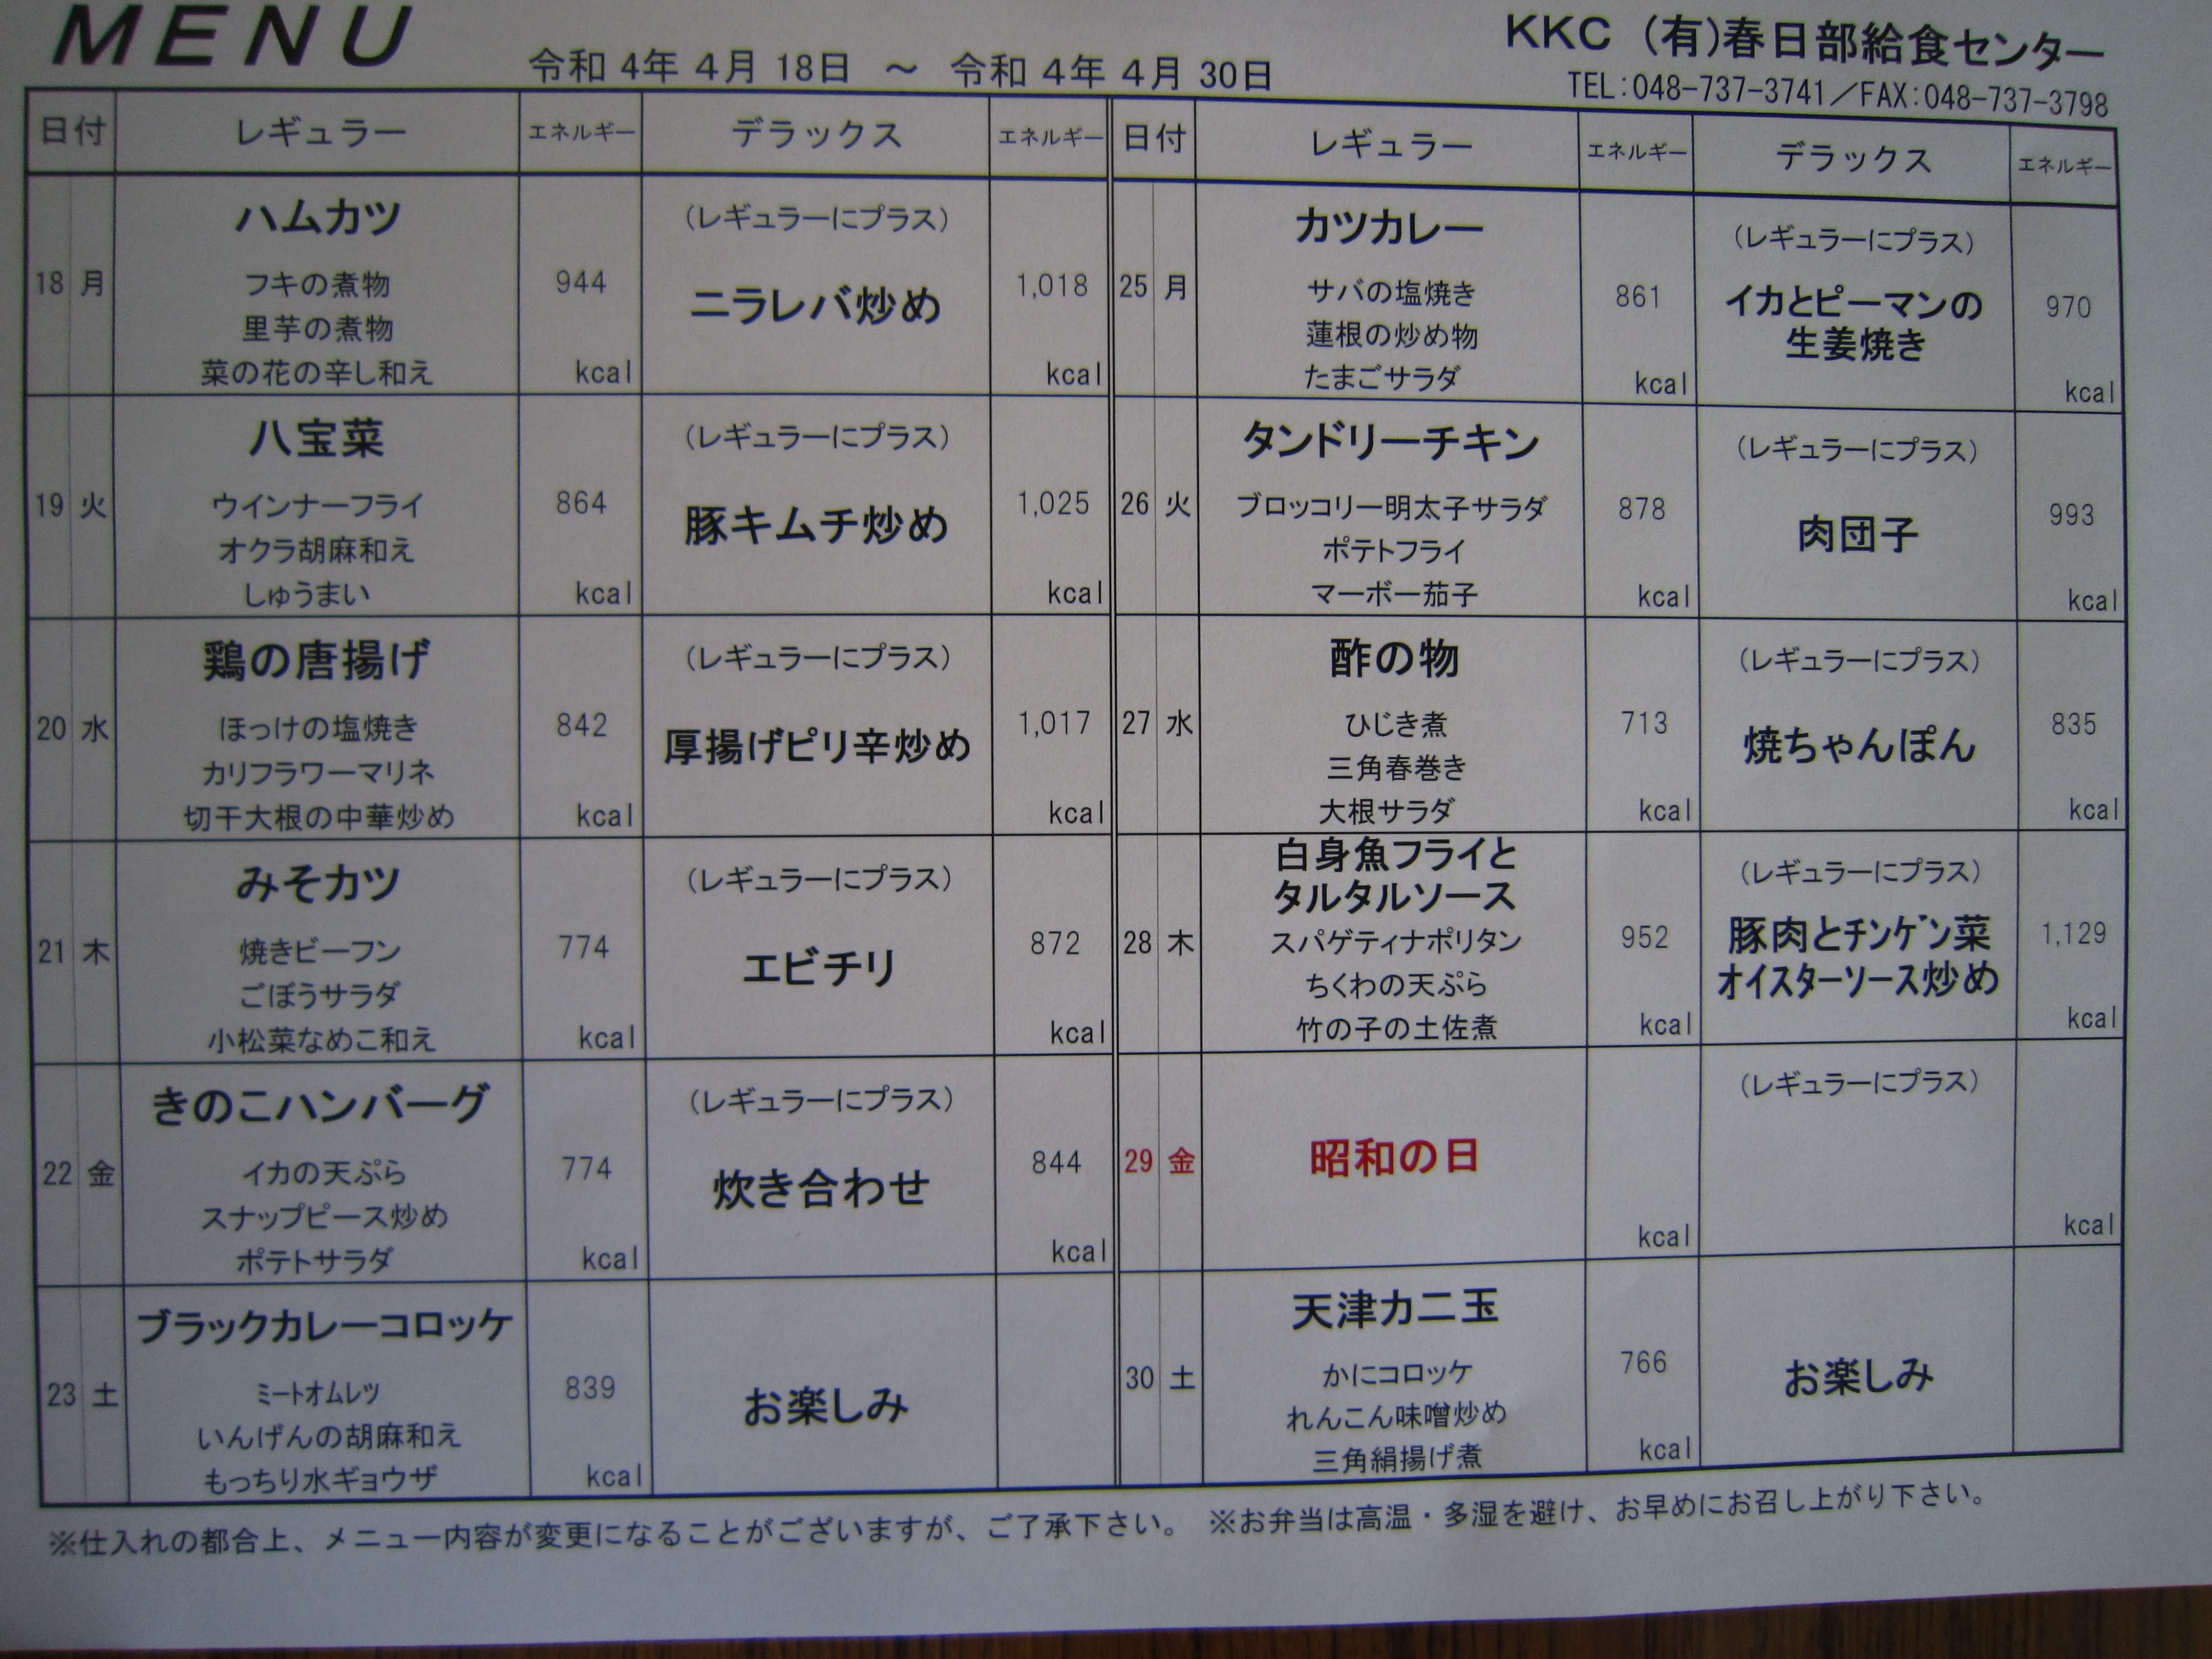 MENU
令和 4年 4月 18日 ～ 令和 4年 4月 30日
KKC (有)春日部給食センター
TEL:048-737-3741／FAX:048-737-3798
日付 レギュラー エネルギー デラックス エネルギー
18 月
ハムカツ
フキの煮物
里芋の煮物
菜の花の辛し和え
944
kcal
(レギュラーにプラス)
ニラレバ炒め
1,018
kcal
19 火
八宝菜
ウインナーフライ
オクラ胡麻和え
しゅうまい
864
kcal
(レギュラーにプラス)
豚キムチ炒め
1,025
kcal
20 水
鶏の唐揚げ
ほっけの塩焼き
カリフラワーマリネ
切干大根の中華炒め
842
kcal
(レギュラーにプラス)
厚揚げピリ辛炒め
1,017
kcal
21 木
みそカツ
焼きビーフン
ごぼうサラダ
小松菜なめこ和え
774
kcal
(レギュラーにプラス)
エビチリ
872
kcal
22 金
きのこハンバーグ
イカの天ぷら
スナップピース炒め
ポテトサラダ
774
kcal
(レギュラーにプラス)
炊き合わせ
844
kcal
23 土
ブラックカレーコロッケ
ミートオムレツ
いんげんの胡麻和え
もっちり水ギョウザ
839
kcal
お楽しみ
日付 レギュラー エネルギー デラックス エネルギー
25 月
カツカレー
サバの塩焼き
蓮根の炒め物
たまごサラダ
861
kcal
(レギュラーにプラス)
イカとピーマンの
生姜焼き
970
kcal
26 火
タンドリーチキン
ブロッコリー明太子サラダ
ポテトフライ
マーボー茄子
878
kcal
(レギュラーにプラス)
肉団子
993
kcal
27 水
酢の物
ひじき煮
三角春巻き
大根サラダ
713
kcal
(レギュラーにプラス)
焼ちゃんぽん
835
kcal
28 木
白身魚フライと
タルタルソース
スパゲティナポリタン
ちくわの天ぷら
竹の子の土佐煮
952
kcal
(レギュラーにプラス)
豚肉とチンゲン菜
オイスターソース炒め
1,129
kcal
29 金
昭和の日
kcal
(レギュラーにプラス)
kcal
30 土
天津カニ玉
かにコロッケ
れんこん味噌炒め
三角絹揚げ煮
766
kcal
お楽しみ
※仕入れの都合上、メニュー内容が変更になることがございますが、ご了承下さい。 ※お弁当は高温・多湿を避け、お早めにお召し上がり下さい。